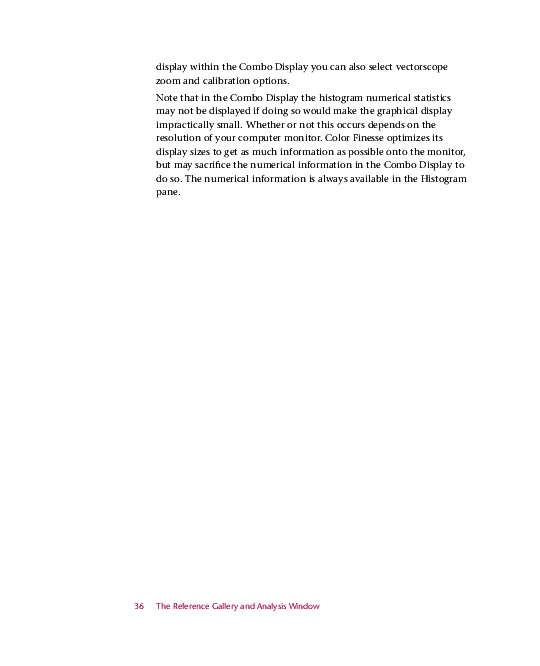 display within the Combo Display you can also select vectorscope
zoom and calibration options.
Note that in the Combo Display the histogram numerical statistics
may not be displayed if doing so would make the graphical display
impractically small. Whether or not this occurs depends on the
resolution of your computer monitor. Color Finesse optimizes its
display sizes to get as much information as possible onto the monitor,
but may sacrifice the numerical information in the Combo Display to
do so. The numerical information is always available in the Histogram
pane.
36 The Reference Gallery and Analysis Window